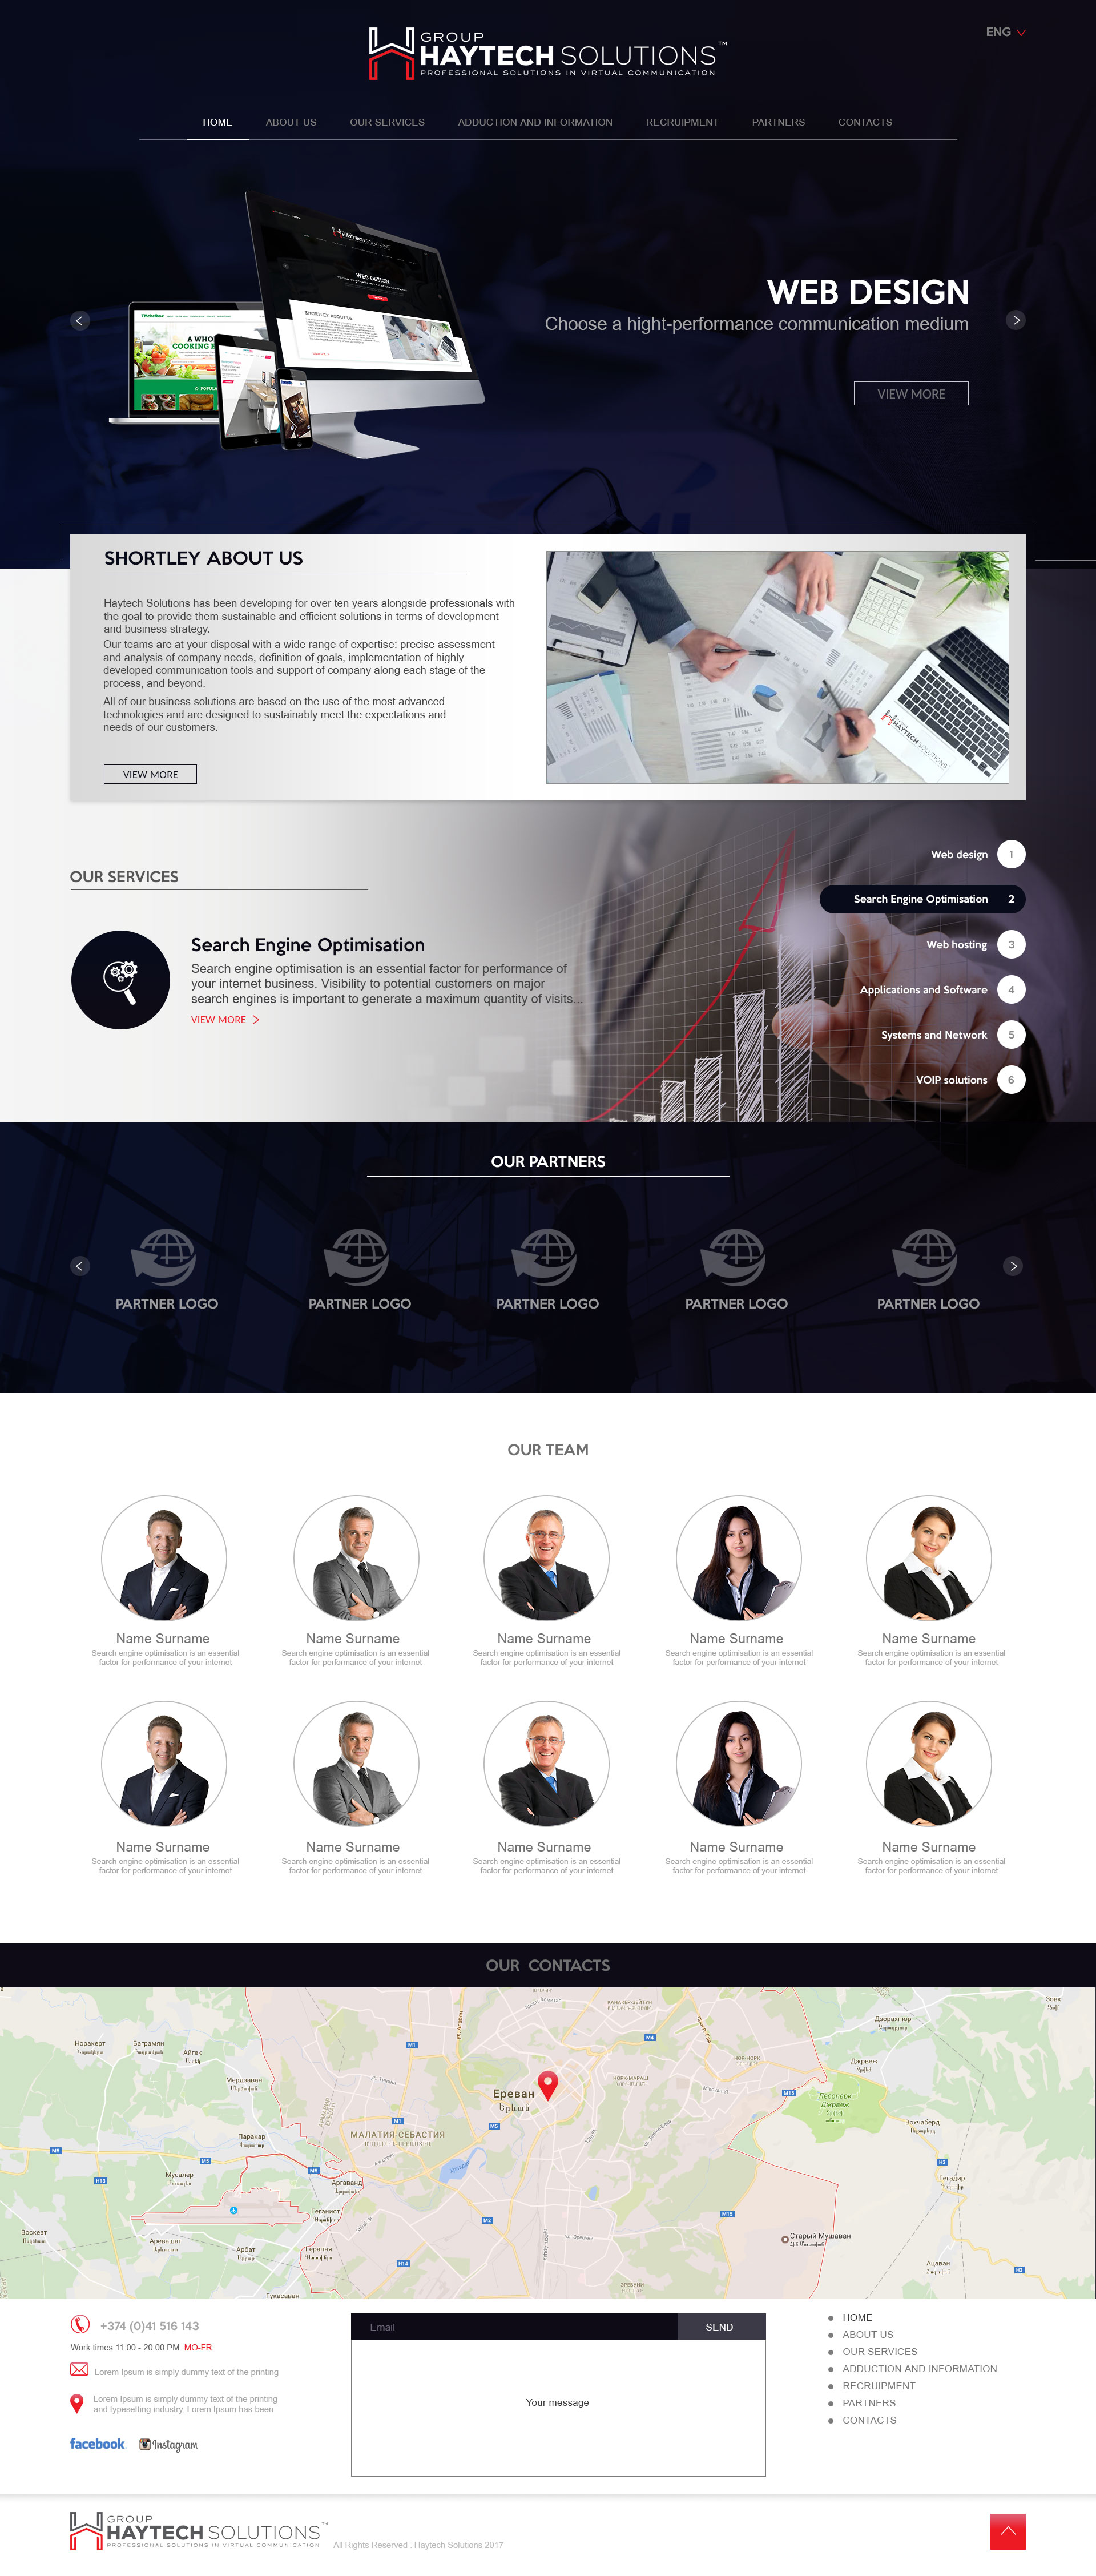 GROUP
HAYTECH SOLUTIONS™
PROFESSIONAL SOLUTIONS IN VIRTUAL COMMUNICATION
ENG
HOME ABOUT US OUR SERVICES ADDUCTION AND INFORMATION RECRUIPMENT PARTNERS CONTACTS
WEB DESIGN
Choose a hight-performance communication medium
VIEW MORE
SHORTLEY ABOUT US
Haytech Solutions has been developing for over ten years alongside professionals with
the goal to provide them sustainable and efficient solutions in terms of development
and business strategy.
Our teams are at your disposal with a wide range of expertise: precise assessment
and analysis of company needs, definition of goals, implementation of highly
developed communication tools and support of company along each stage of the
process, and beyond.
All of our business solutions are based on the use of the most advanced
technologies and are designed to sustainably meet the expectations and
needs of our customers.
VIEW MORE
HAYTECH SOLUTIONS
OUR SERVICES
Search Engine Optimisation
Search engine optimisation is an essential factor for performance of
your internet business. Visibility to potential customers on major
search engines is important to generate a maximum quantity of visits...
VIEW MORE
Web design 1
Search Engine Optimisation 2
Web hosting 3
Applications and Software 4
Systems and Network 5
VOIP solutions 6
OUR PARTNERS
PARTNER LOGO PARTNER LOGO PARTNER LOGO PARTNER LOGO PARTNER LOGO
OUR TEAM
Name Surname Name Surname Name Surname Name Surname Name Surname
Search engine optimisation is an essential Search engine optimisation is an essential Search engine optimisation is an essential Search engine optimisation is an essential Search engine optimisation is an essential
factor for performance of your internet factor for performance of your internet factor for performance of your internet factor for performance of your internet factor for performance of your internet
Name Surname Name Surname Name Surname Name Surname Name Surname
Search engine optimisation is an essential Search engine optimisation is an essential Search engine optimisation is an essential Search engine optimisation is an essential Search engine optimisation is an essential
factor for performance of your internet factor for performance of your internet factor for performance of your internet factor for performance of your internet factor for performance of your internet
OUR CONTACTS
Зовк
Дзорахпюр
Норакерт
Баграмян
Айгек
Мердзаван
Джрвеж
Ереван
Երևան
НОРК-МАРАШ
Лесопарк
Джрвеж
Вохчаберд
МАЛАТИЯ-СЕБАСТИЯ
Паракар
Мусалер
Аргаванд
Гегадир
Геганист
Воскеат
Аревашат
Арбат
Старый Мушаван
Ацаван
Гукасаван
+374 (0)41 516 143
Work times 11:00 - 20:00 PM MO-FR
Lorem Ipsum is simply dummy text of the printing
Lorem Ipsum is simply dummy text of the printing
and typesetting industry. Lorem Ipsum has been
facebook Instagram
Email SEND
Your message
HOME
ABOUT US
OUR SERVICES
ADDUCTION AND INFORMATION
RECRUIPMENT
PARTNERS
CONTACTS
GROUP
HAYTECH SOLUTIONS™
PROFESSIONAL SOLUTIONS IN VIRTUAL COMMUNICATION
All Rights Reserved . Haytech Solutions 2017